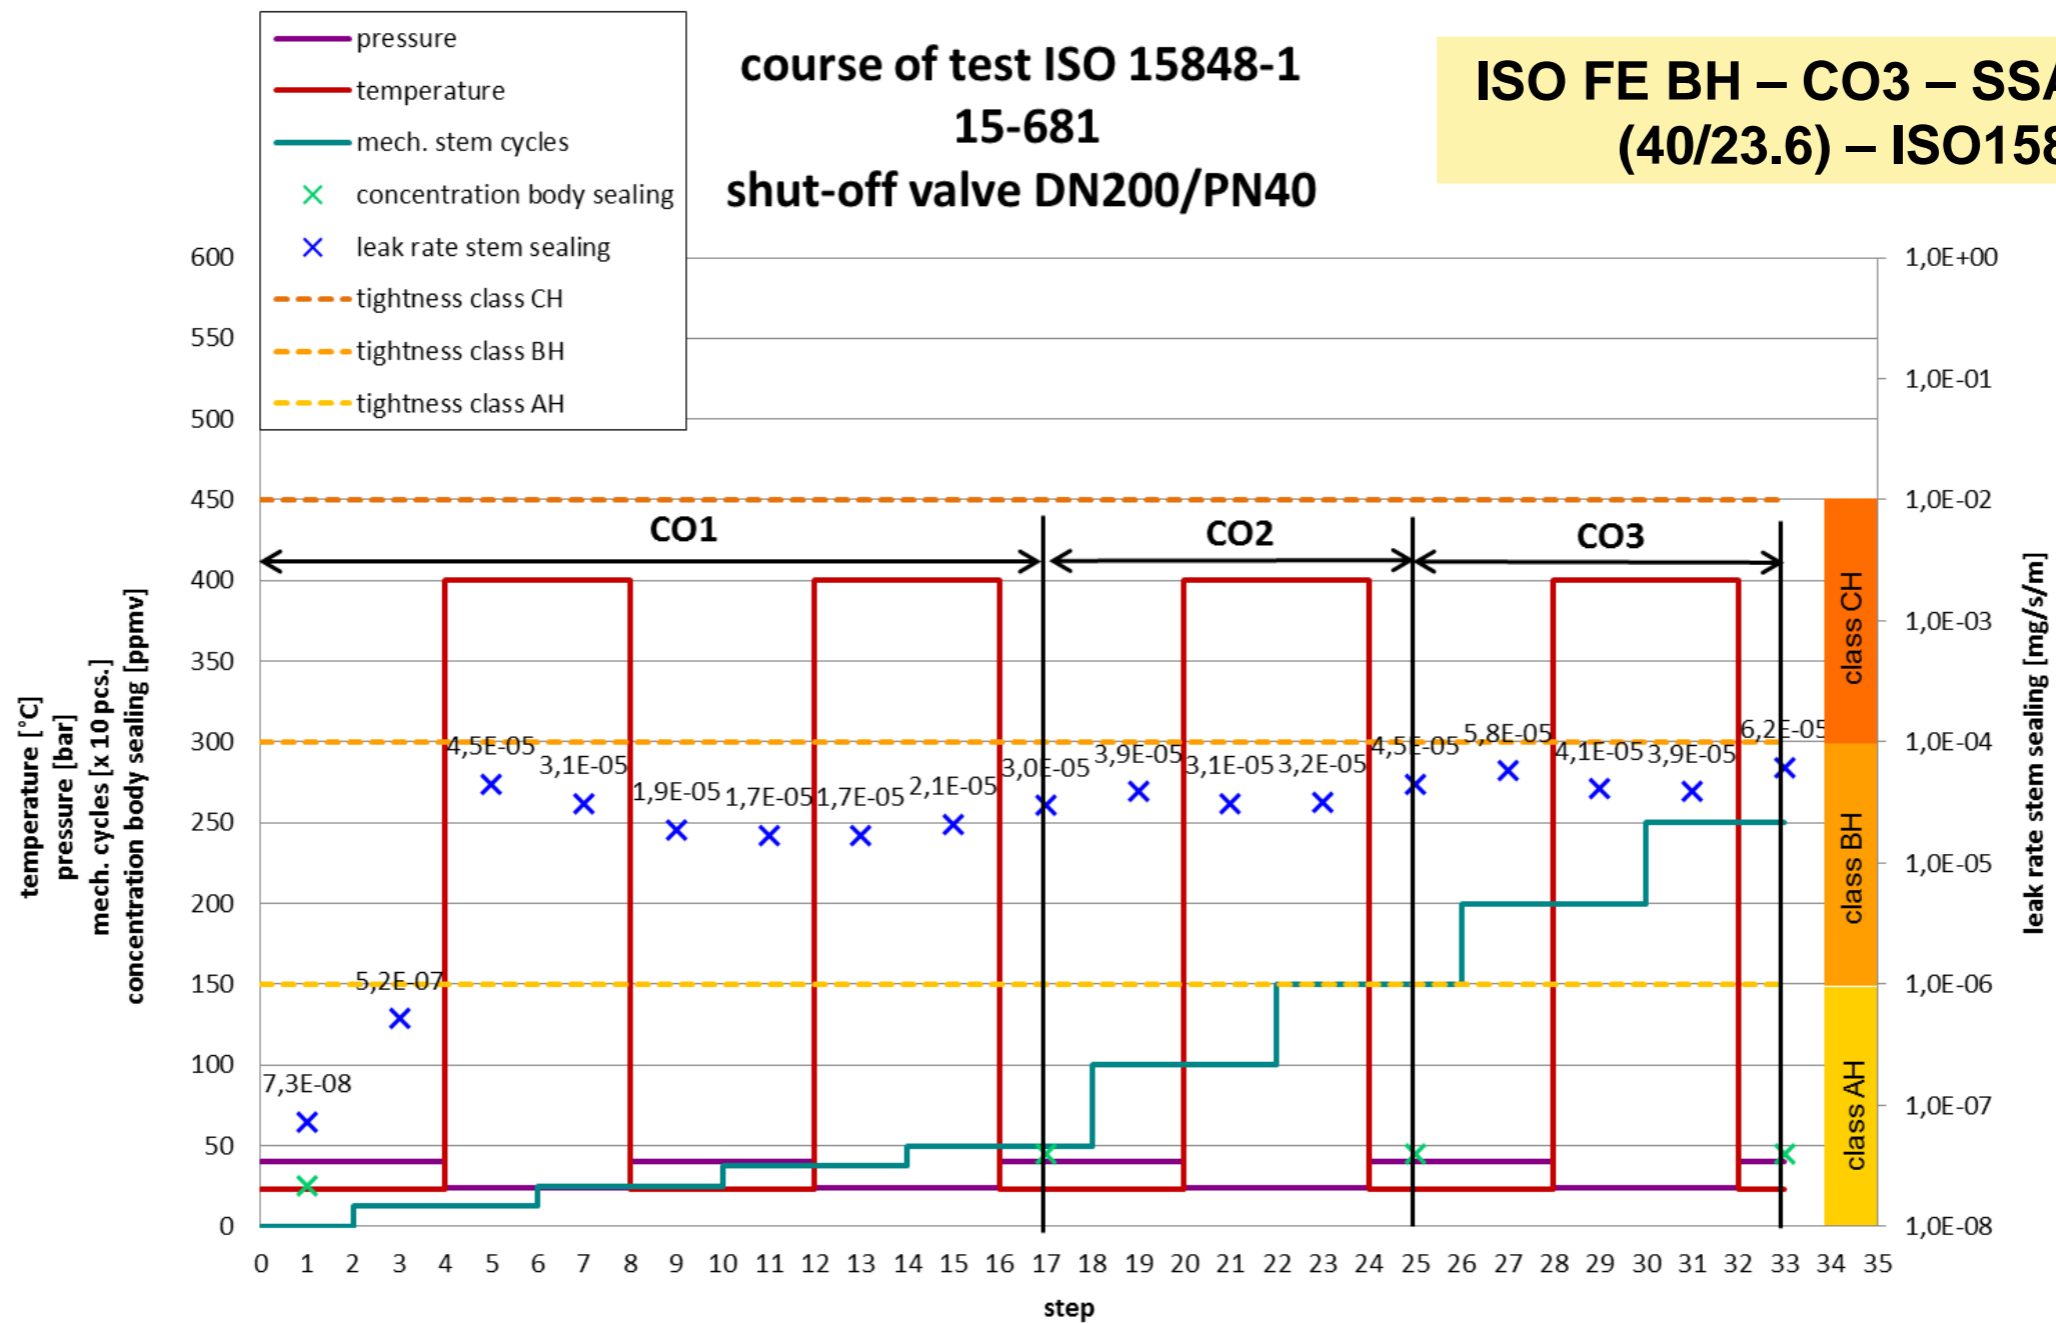 pressure
temperature
mech. stem cycles
concentration body sealing
leak rate stem sealing
tightness class CH
tightness class BH
tightness class AH
course of test ISO 15848-1
15-681
shut-off valve DN200/PN40
ISO FE BH – CO3 – SSA
(40/23.6) – ISO158
600
550
500
450
400
350
300
250
200
150
100
50
0
temperature [°C]
pressure [bar]
mech. cycles [x 10 pcs.]
concentration body sealing [ppmv]
CO1
CO2
CO3
7,3E-08
5,2E-07
4,5E-05
3,1E-05
1,9E-05
1,7E-05
1,7E-05
2,1E-05
3,0E-05
3,9E-05
3,1E-05
3,2E-05
4,5E-05
5,8E-05
4,1E-05
3,9E-05
6,2E-05
class CH
class BH
class AH
1,0E+00
1,0E-01
1,0E-02
1,0E-03
1,0E-04
1,0E-05
1,0E-06
1,0E-07
1,0E-08
leak rate stem sealing [mg/s/m]
0 1 2 3 4 5 6 7 8 9 10 11 12 13 14 15 16 17 18 19 20 21 22 23 24 25 26 27 28 29 30 31 32 33 34 35
step